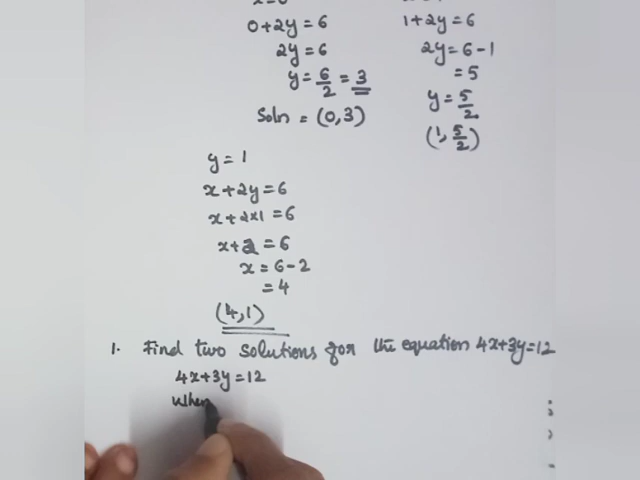 0+2y=6
2y=6
y=6/2=3
Soln = (0,3)
1+2y=6
2y=6-1
=5
y=5/2
(1,5/2)
y=1
x+2y=6
x+2x1=6
x+2=6
x=6-2
=4
(4,1)
1. Find two solutions for the equation 4x+3y=12
4x+3y=12
When